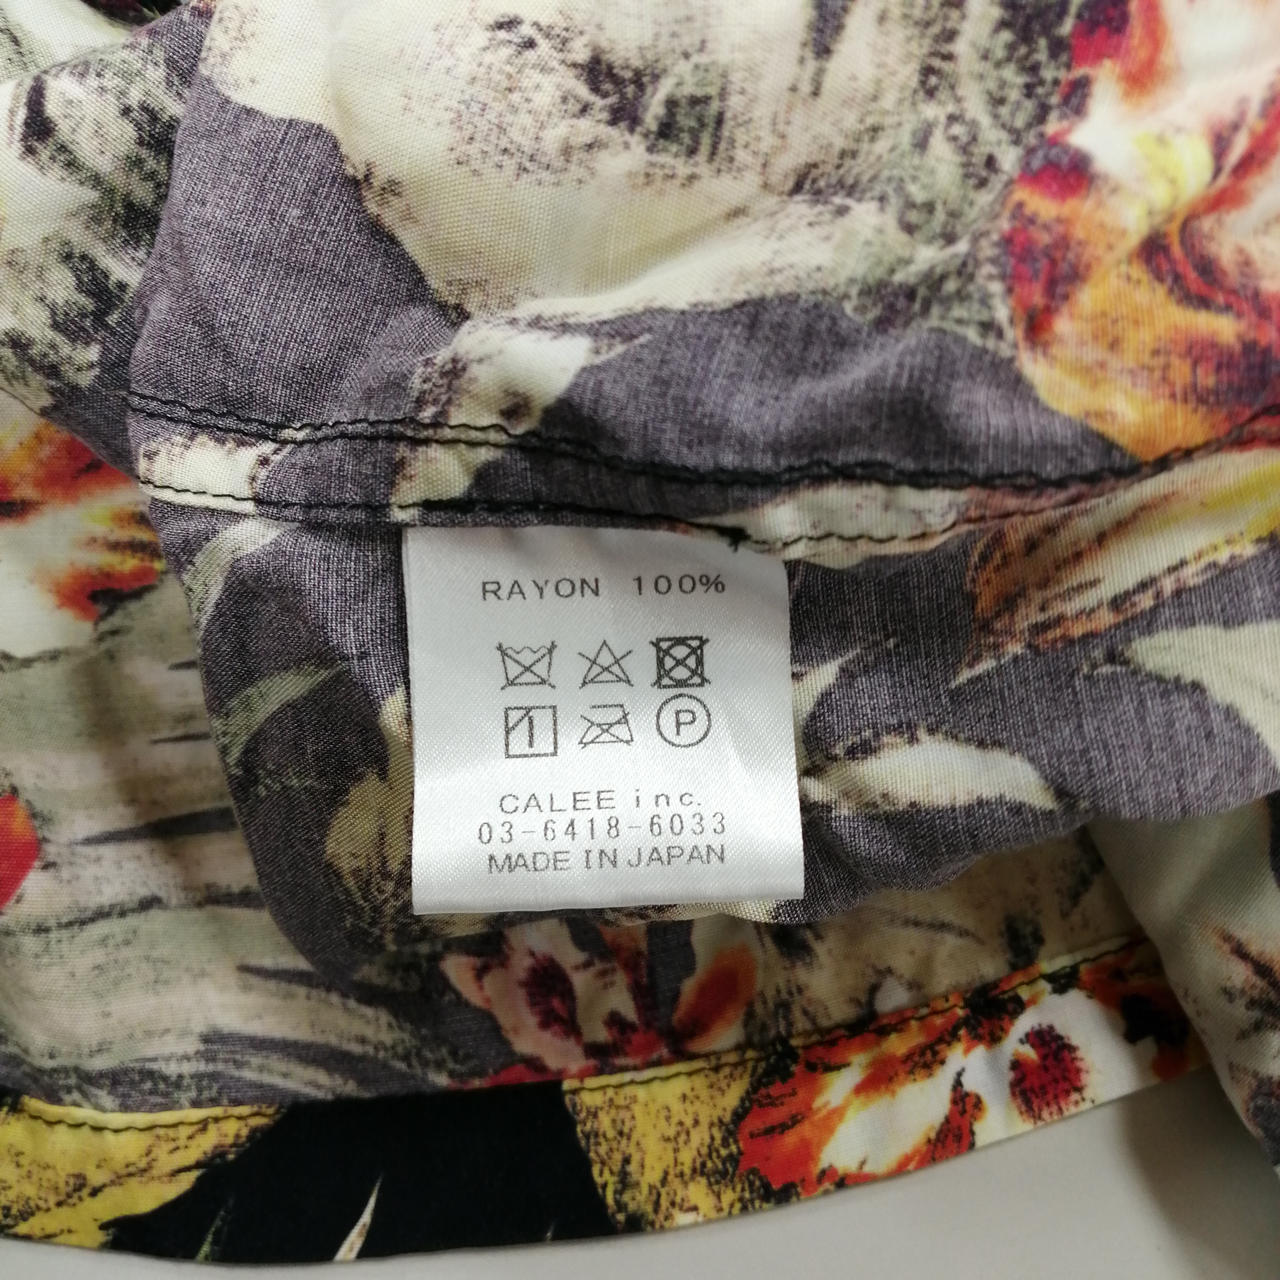 RAYON 100%
P
CALEE inc.
03-6418-6033
MADE IN JAPAN